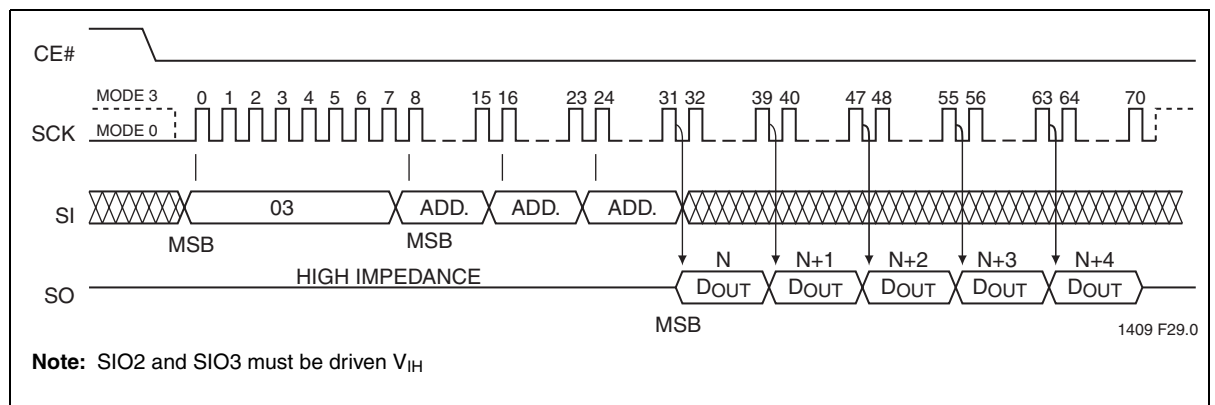 CE#
MODE 3
0 1 2 3 4 5 6 7 8 15 16 23 24 31 32 39 40 47 48 55 56 63 64 70
SCK
MODE 0
SI
03 ADD. ADD. ADD.
MSB MSB
HIGH IMPEDANCE
N N+1 N+2 N+3 N+4
SO
DOUT DOUT DOUT DOUT DOUT
MSB
1409 F29.0
Note: SIO2 and SIO3 must be driven VIH